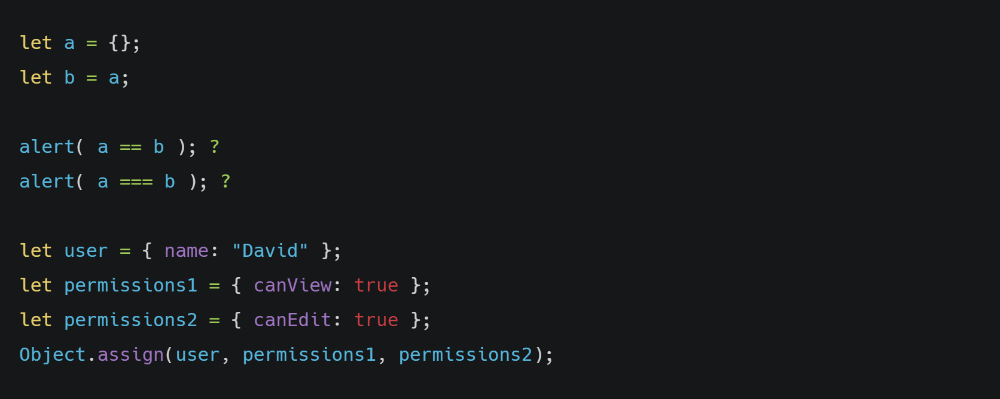 let a = {};
let b = a;
alert( a == b ); ?
alert( a === b ); ?
let user = { name: "David" };
let permissions1 = { canView: true };
let permissions2 = { canEdit: true };
Object.assign(user, permissions1, permissions2);